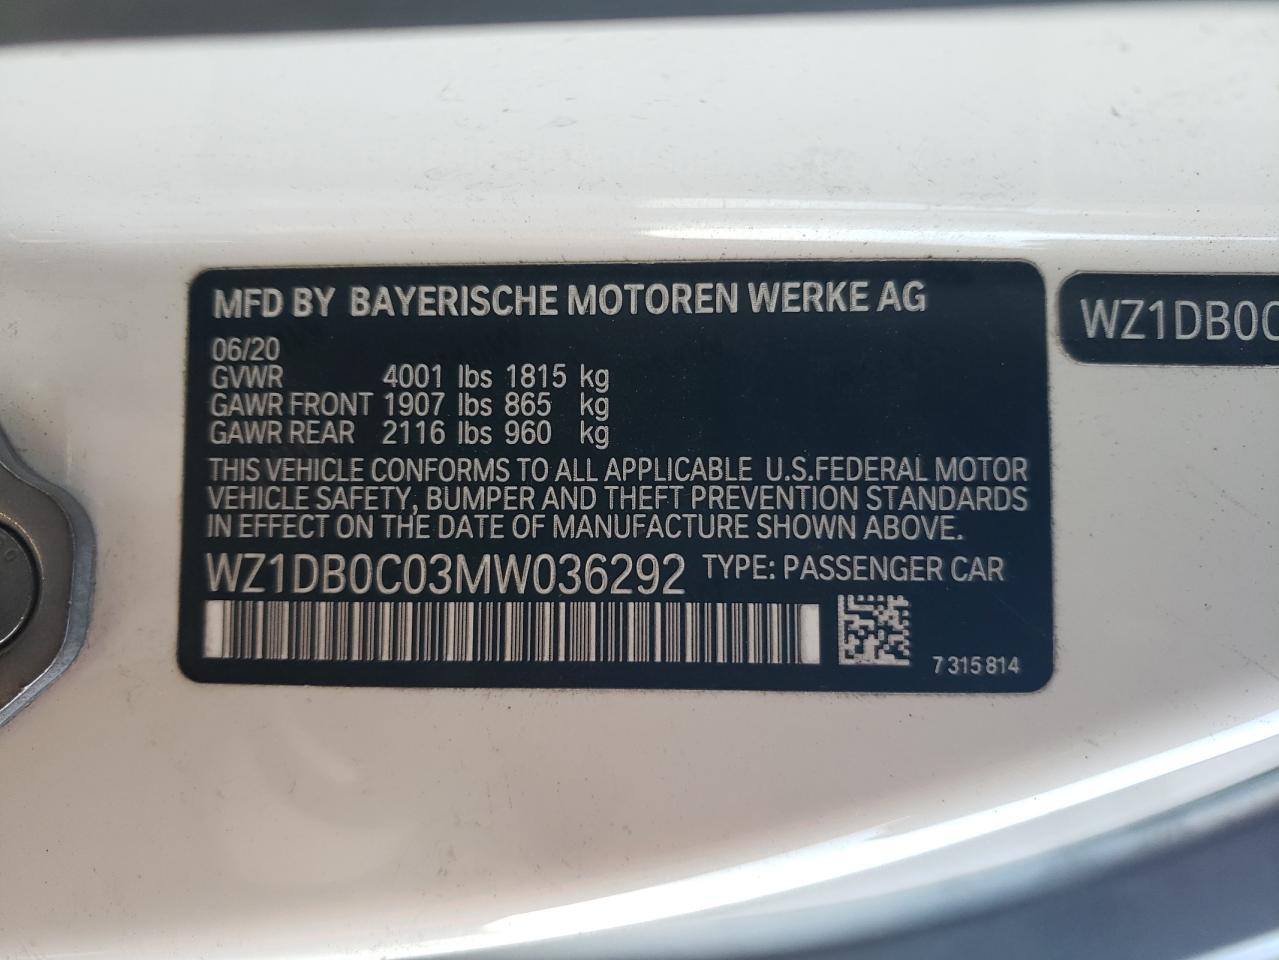 MFD BY BAYERISCHE MOTOREN WERKE AG
06/20
GVWR 4001 lbs 1815 kg
GAWR FRONT 1907 lbs 865 kg
GAWR REAR 2116 lbs 960 kg
THIS VEHICLE CONFORMS TO ALL APPLICABLE U.S.FEDERAL MOTOR
VEHICLE SAFETY, BUMPER AND THEFT PREVENTION STANDARDS
IN EFFECT ON THE DATE OF MANUFACTURE SHOWN ABOVE.
WZ1DB0C03MW036292 TYPE: PASSENGER CAR
7 315 814
WZ1DB0C